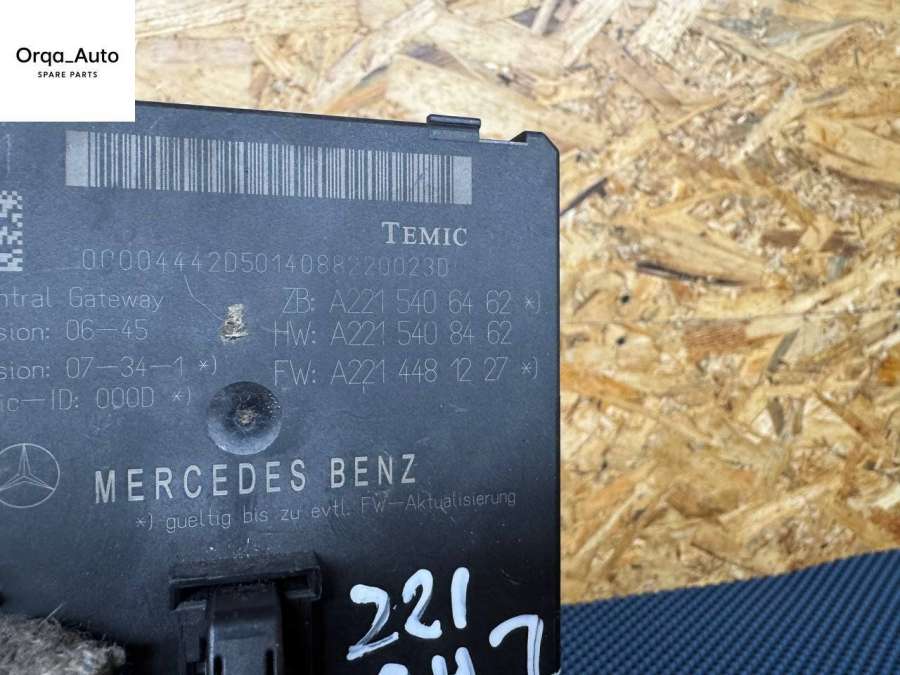 Orqa_Auto
SPARE PARTS
TEMIC
00004442D50140882200230
ntral Gateway
ZB: A221 540 64 62 *)
sion: 06-45
HW: A221 540 84 62
sion: 07-34-1 *)
FW: A221 448 12 27 *)
ic-ID: 000D *)
MERCEDES BENZ
*) gueltig bis zu evtl. FW-Aktualisierung
221